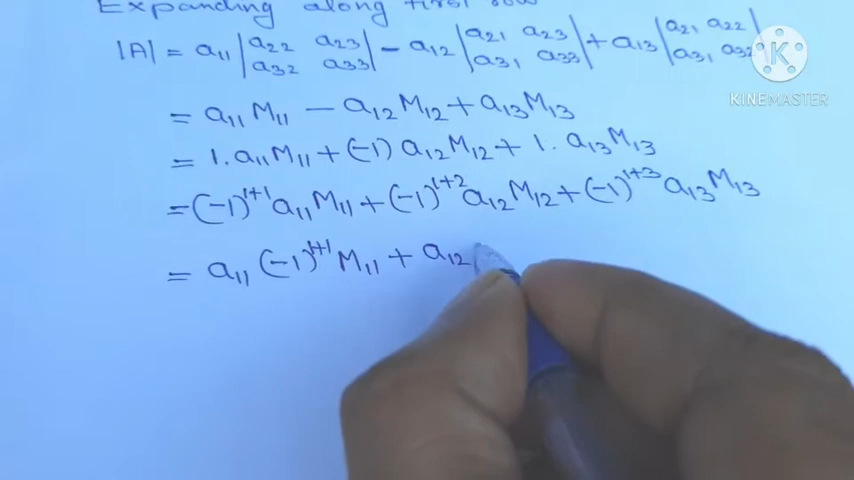 Expanding along first row
|A| = a₁₁ |a₂₂ a₂₃| - a₁₂ |a₂₁ a₂₃| + a₁₃ |a₂₁ a₂₂|
a₃₂ a₃₃ a₃₁ a₃₃ a₃₁ a₃₂
K
KINEMASTER
= a₁₁ M₁₁ - a₁₂ M₁₂ + a₁₃ M₁₃
= 1. a₁₁ M₁₁ + (-1) a₁₂ M₁₂ + 1. a₁₃ M₁₃
= (-1)¹⁺¹ a₁₁ M₁₁ + (-1)¹⁺² a₁₂ M₁₂ + (-1)¹⁺³ a₁₃ M₁₃
= a₁₁ (-1)¹⁺¹ M₁₁ + a₁₂